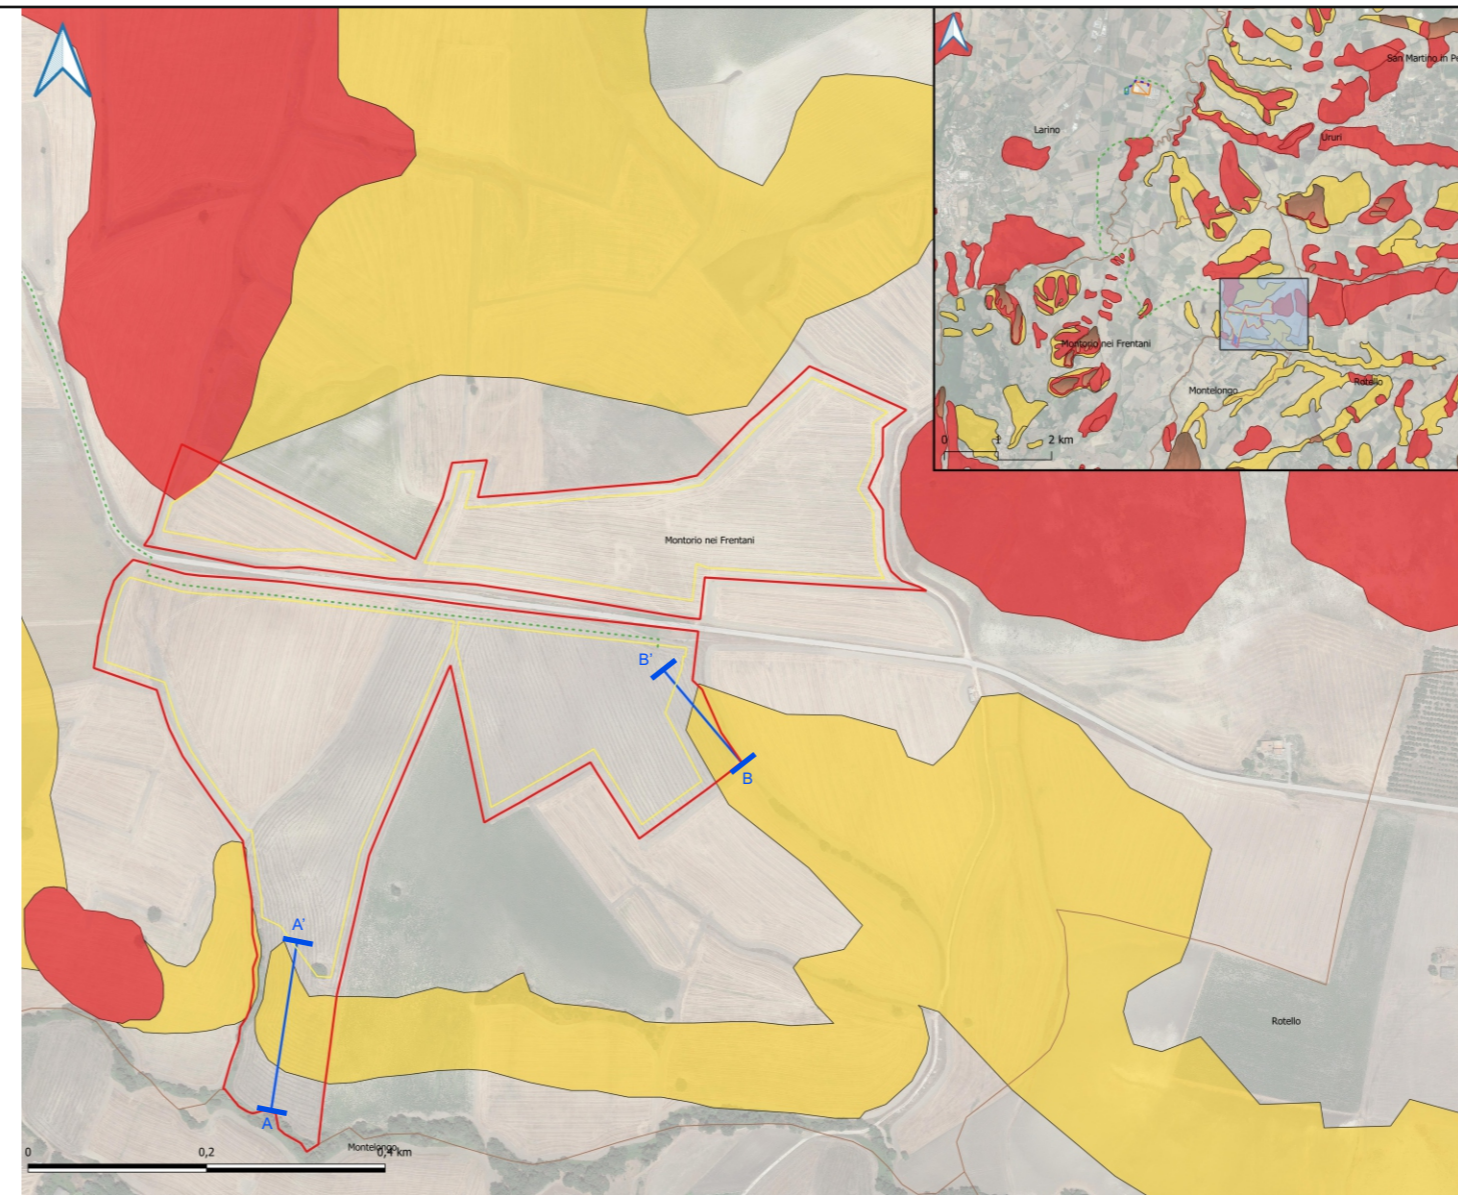 San Martino in Pe
Larino
Ururi
Montorio nei Frentani
Montelongo
Rotello
0 1 2 km
Montorio nei Frentani
B'
B
A'
A
Rotello
Montelongo
0 0,2 0,4 km